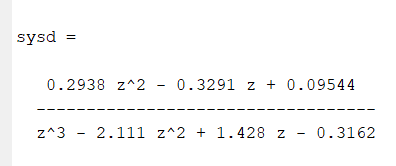 sysd =
0.2938 z^2 - 0.3291 z + 0.09544
----------------------------------
z^3 - 2.111 z^2 + 1.428 z - 0.3162